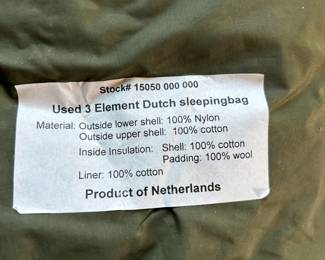 Stock# 15050 000 000
Used 3 Element Dutch sleepingbag
Material: Outside lower shell: 100% Nylon
Outside upper shell: 100% cotton
Inside Insulation: Shell: 100% cotton
Padding: 100% wool
Liner: 100% cotton
Product of Netherlands